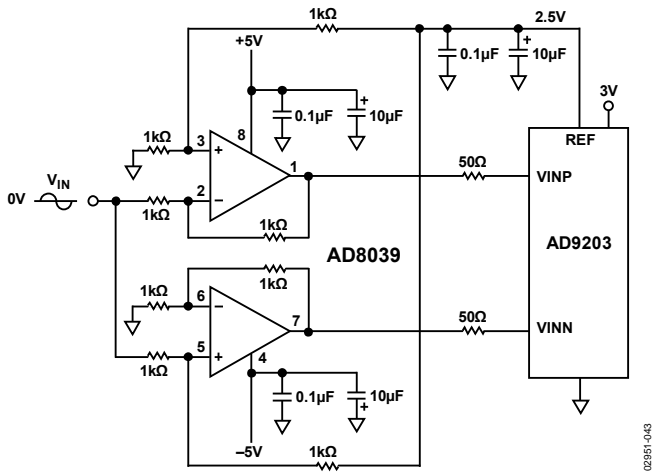 1kΩ
2.5V
+5V
0.1µF
+
10µF
3V
8
0.1µF
+
10µF
REF
1kΩ
3
+
1
50Ω
VINP
VIN
0V
2
−
1kΩ
1kΩ
AD8039
AD9203
1kΩ
1kΩ
6
−
7
50Ω
VINN
5
+
4
1kΩ
0.1µF
10µF
+
−5V
1kΩ
02951-043